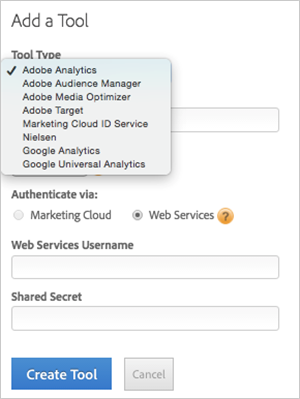 Add a Tool
Tool Type
✓ Adobe Analytics
Adobe Audience Manager
Adobe Media Optimizer
Adobe Target
Marketing Cloud ID Service
Nielsen
Google Analytics
Google Universal Analytics
Authenticate via:
Marketing Cloud Web Services ?
Web Services Username
Shared Secret
Create Tool Cancel